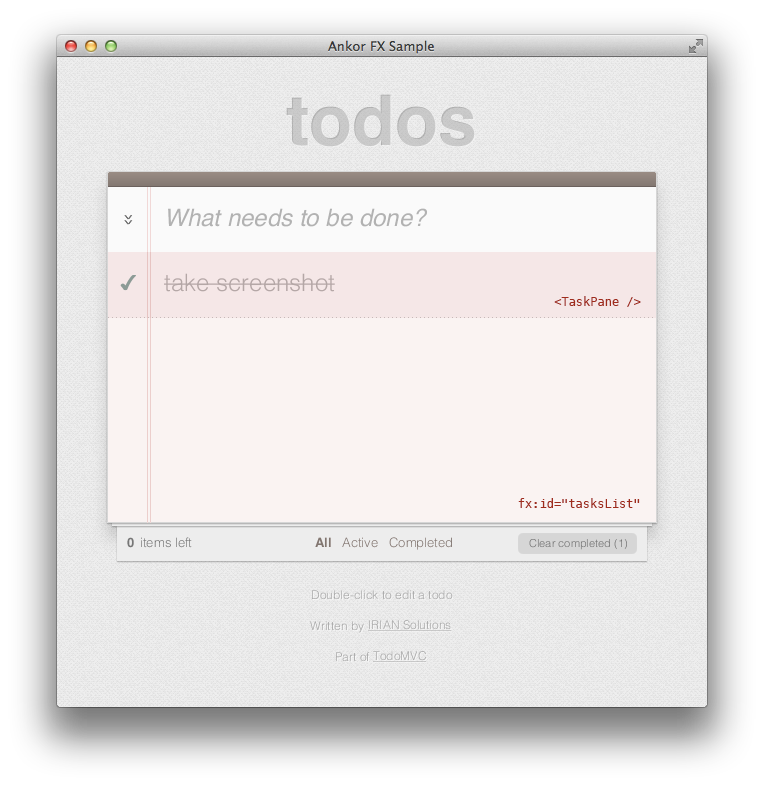 Ankor FX Sample
todos
What needs to be done?
take screenshot
<TaskPane />
fx:id="tasksList"
0 items left All Active Completed Clear completed (1)
Double-click to edit a todo
Written by IRIAN Solutions
Part of TodoMVC